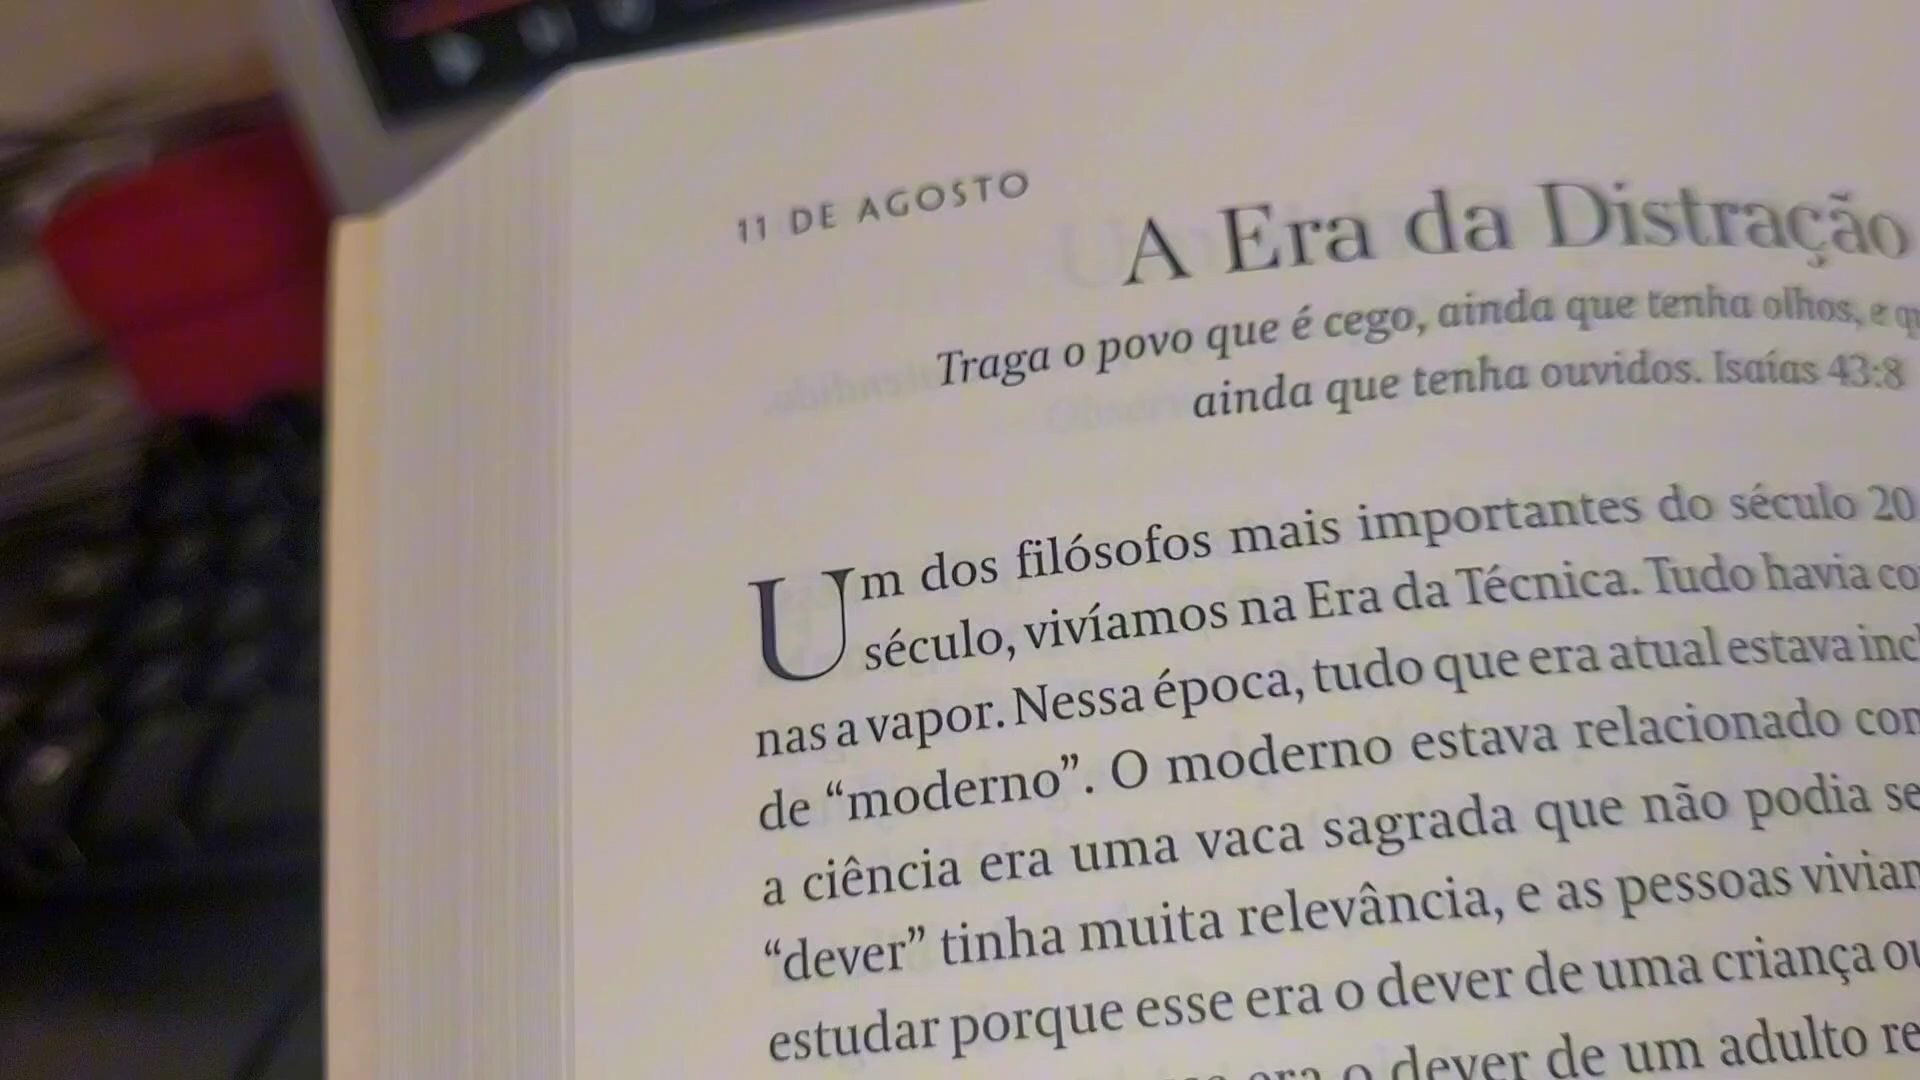 11 DE AGOSTO
A Era da Distração
Traga o povo que é cego, ainda que tenha olhos, e
ainda que tenha ouvidos. Isaías 43:8
Um dos filósofos mais importantes do século 20
século, vivíamos na Era da Técnica. Tudo havia
nas a vapor. Nessa época, tudo que era atual estava
de “moderno”. O moderno estava relacionado
a ciência era uma vaca sagrada que não podia
“dever” tinha muita relevância, e as pessoas
estudar porque esse era o dever de uma criança
era o dever de um adulto